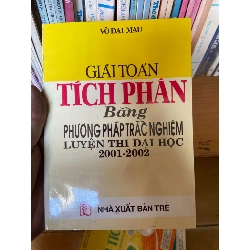 VÕ ĐẠI MAU
GIẢI TOÁN
TÍCH PHÂN
Bằng
PHƯƠNG PHÁP TRẮC NGHIỆM
LUYỆN THI ĐẠI HỌC
2001-2002
NHÀ XUẤT BẢN TRẺ